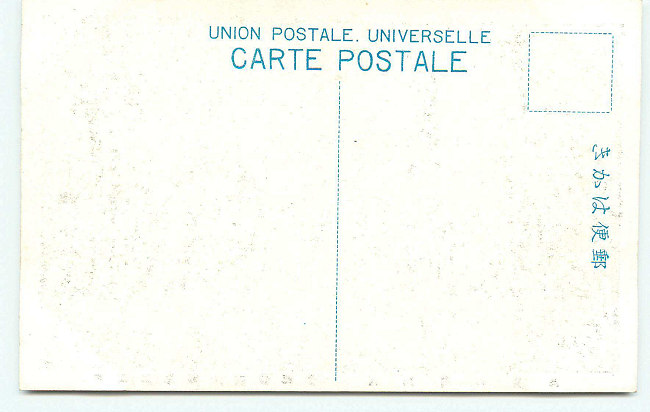 UNION POSTALE. UNIVERSELLE
CARTE POSTALE
郵便はかき